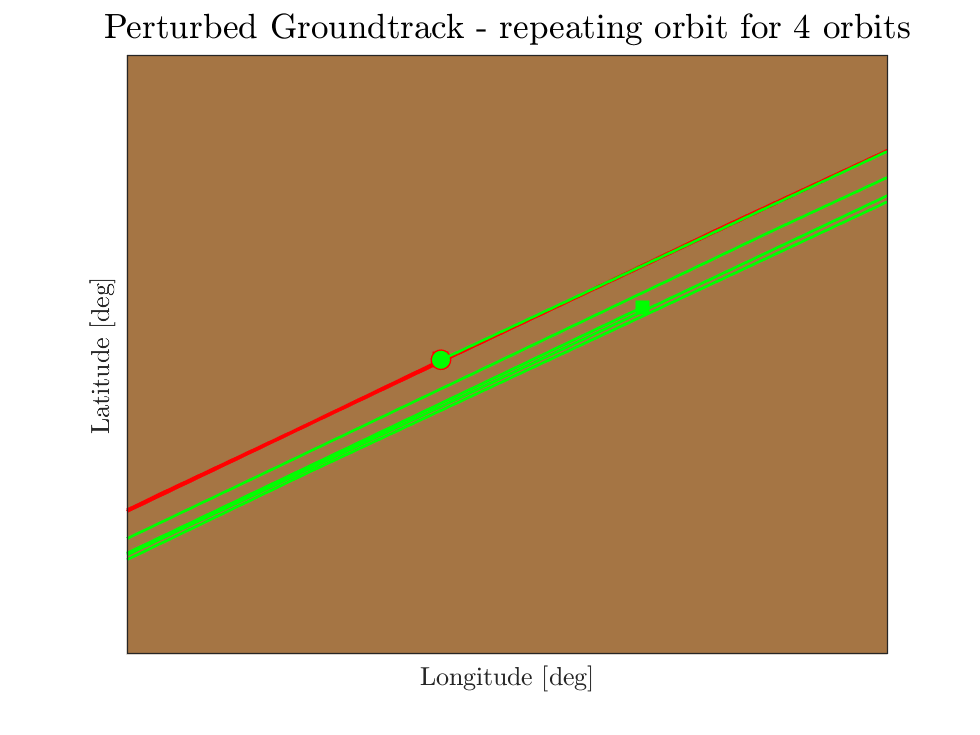 Perturbed Groundtrack - repeating orbit for 4 orbits
Latitude [deg]
Longitude [deg]